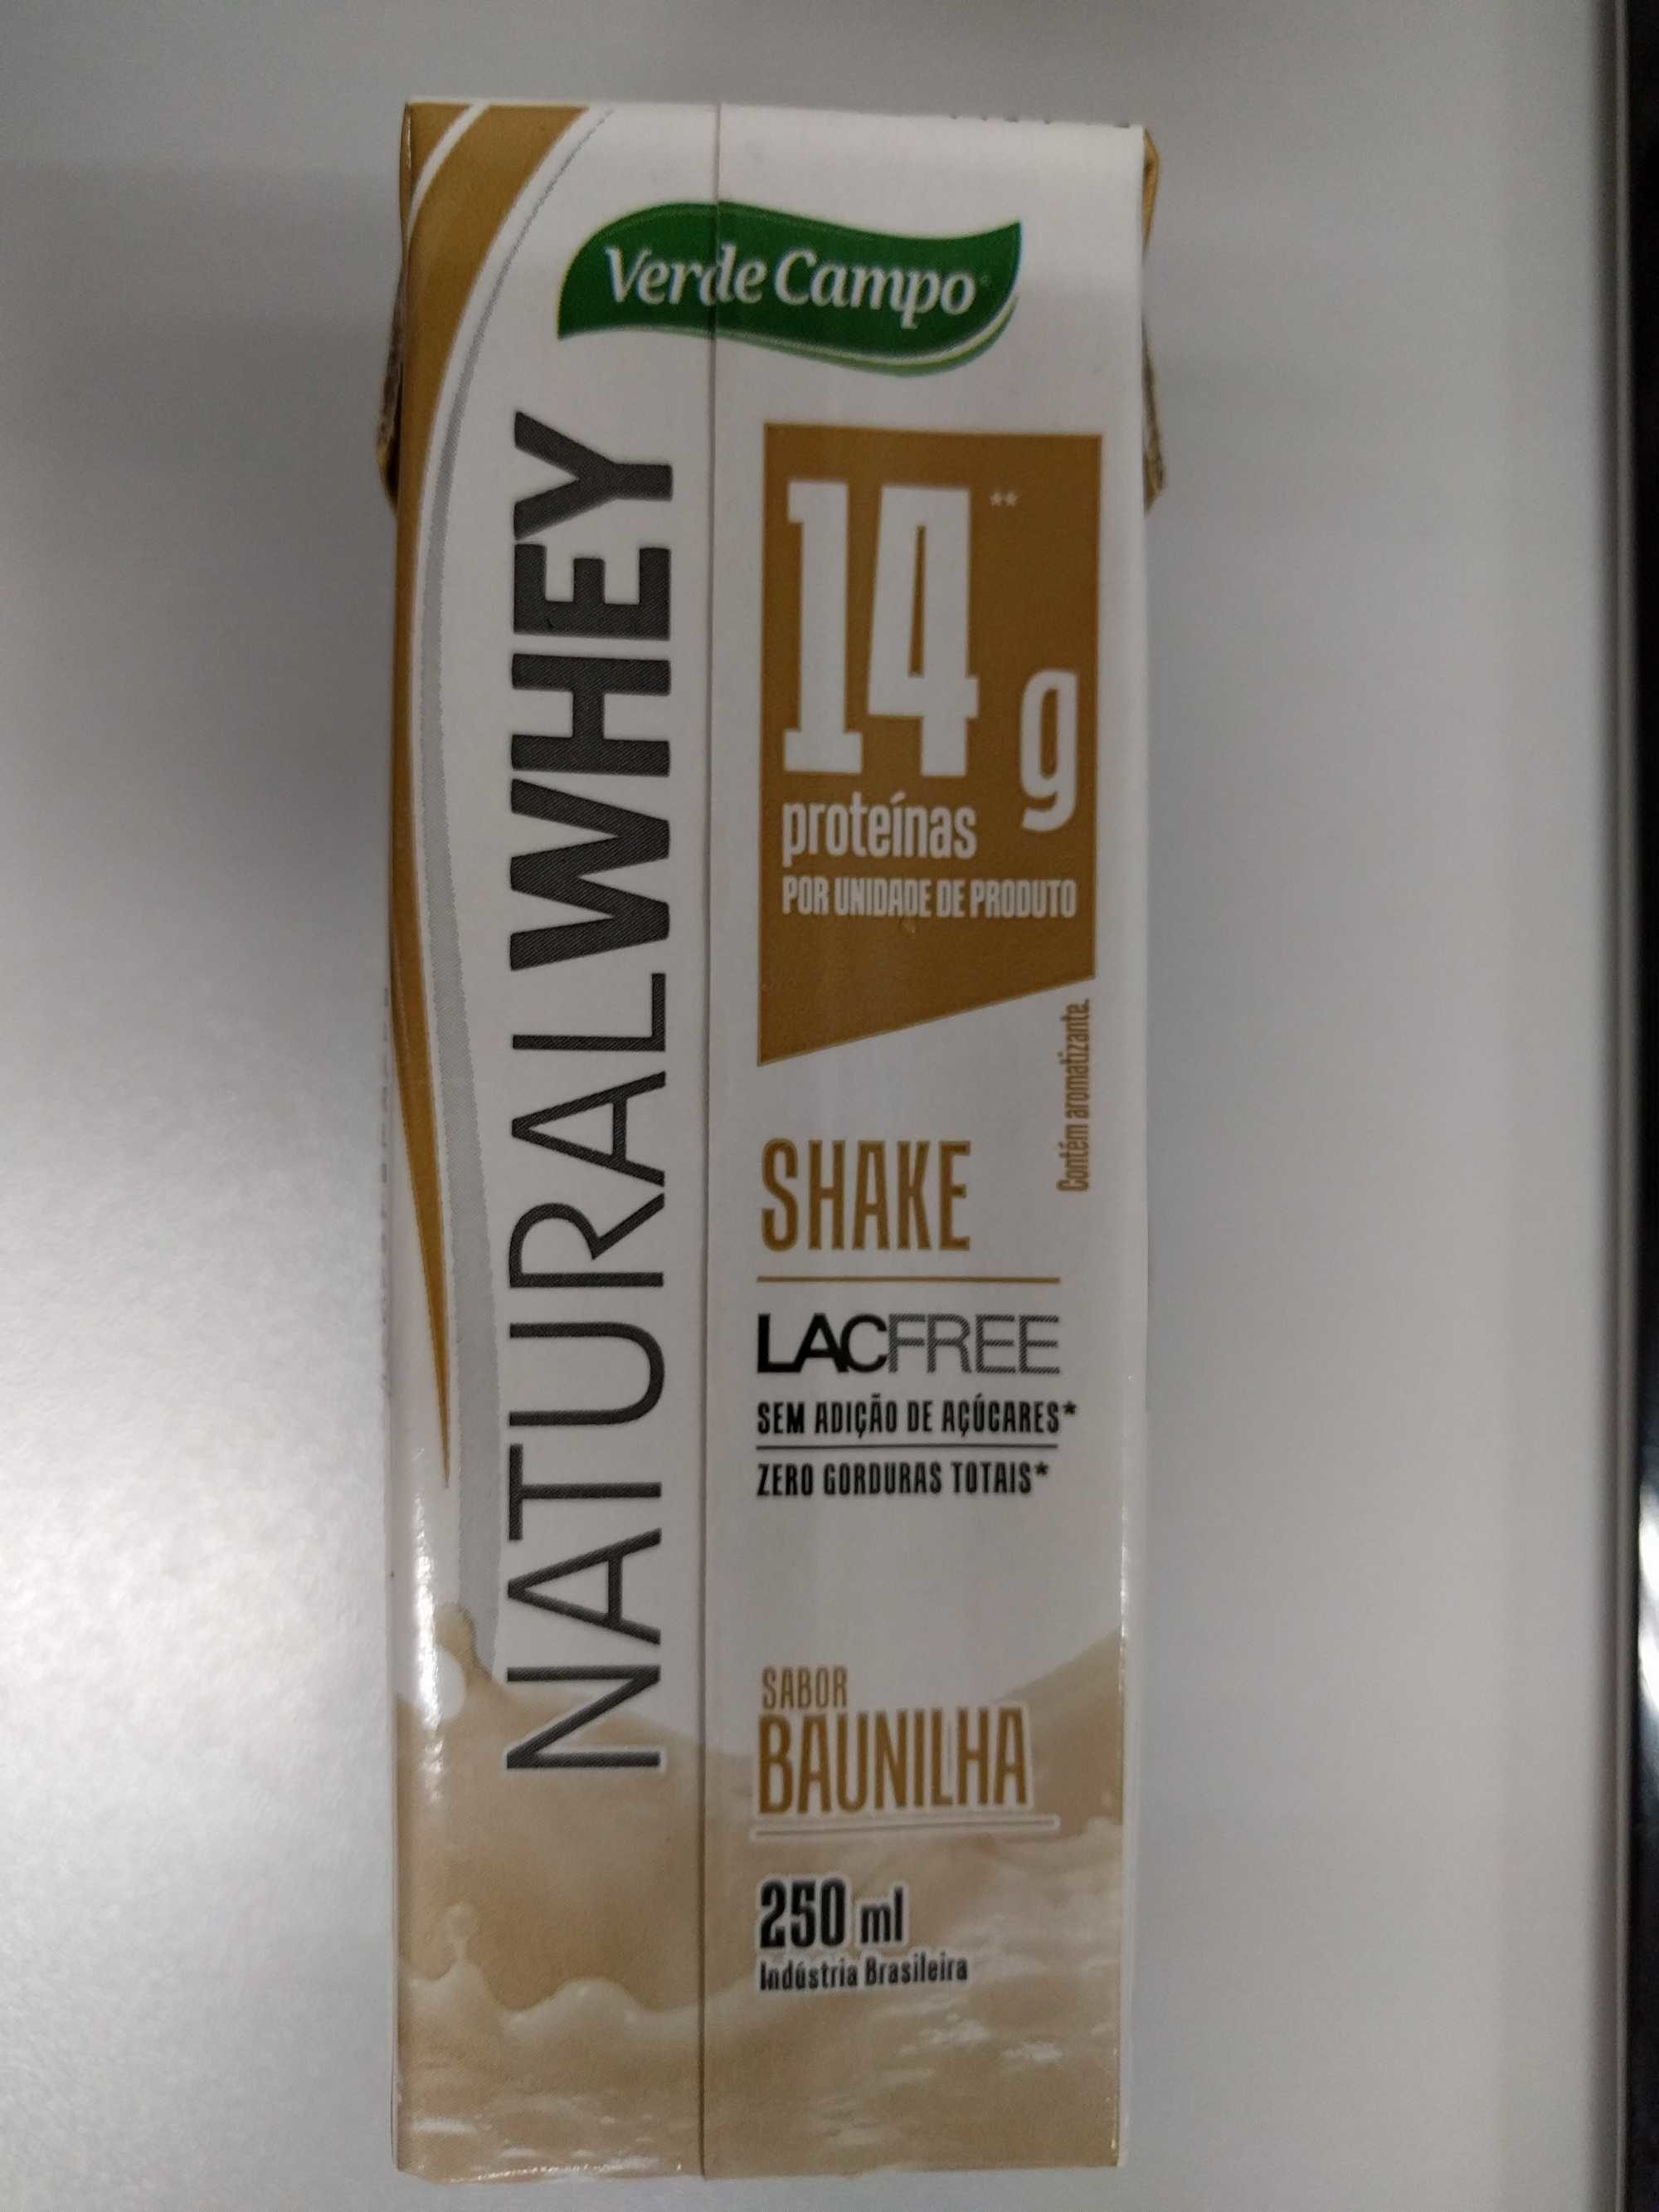 Verde Campo
NATURALWHEY
14**
g
proteínas
POR UNIDADE DE PRODUTO
Contém aromatizante.
SHAKE
LACFREE
SEM ADIÇÃO DE AÇÚCARES*
ZERO GORDURAS TOTAIS*
SABOR
BAUNILHA
250 ml
Indústria Brasileira